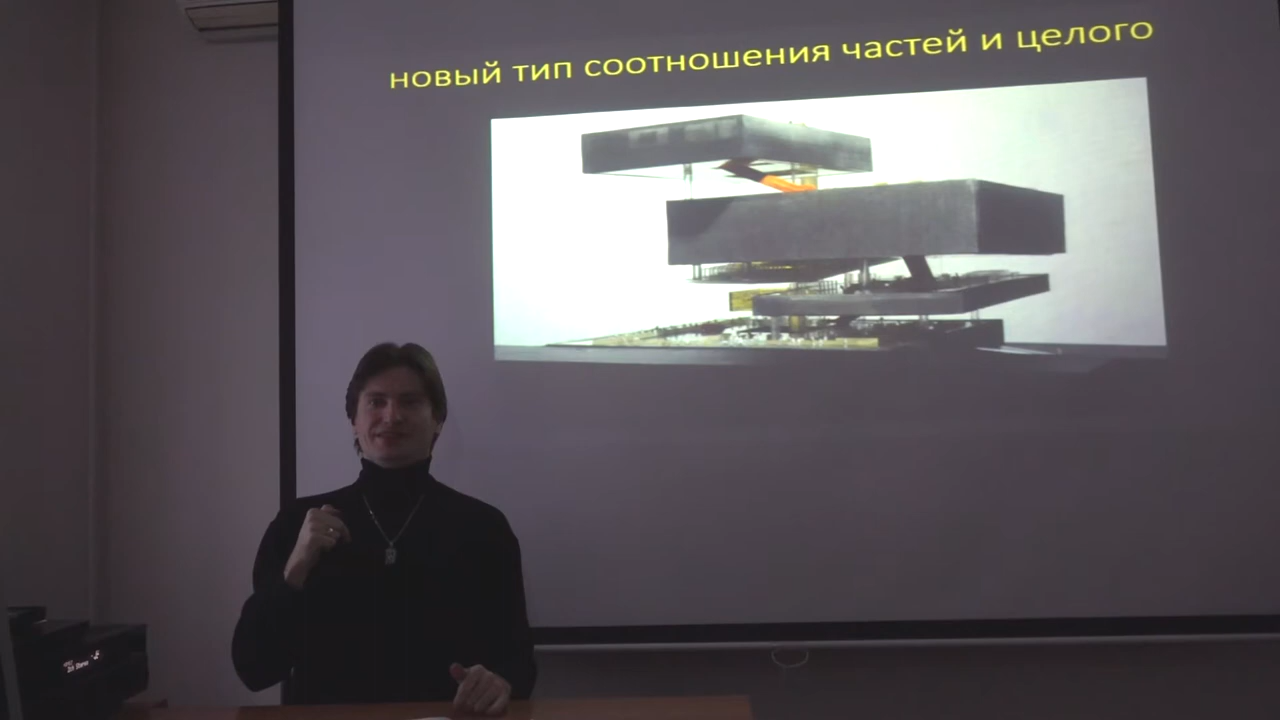 новый тип соотношения частей и целого